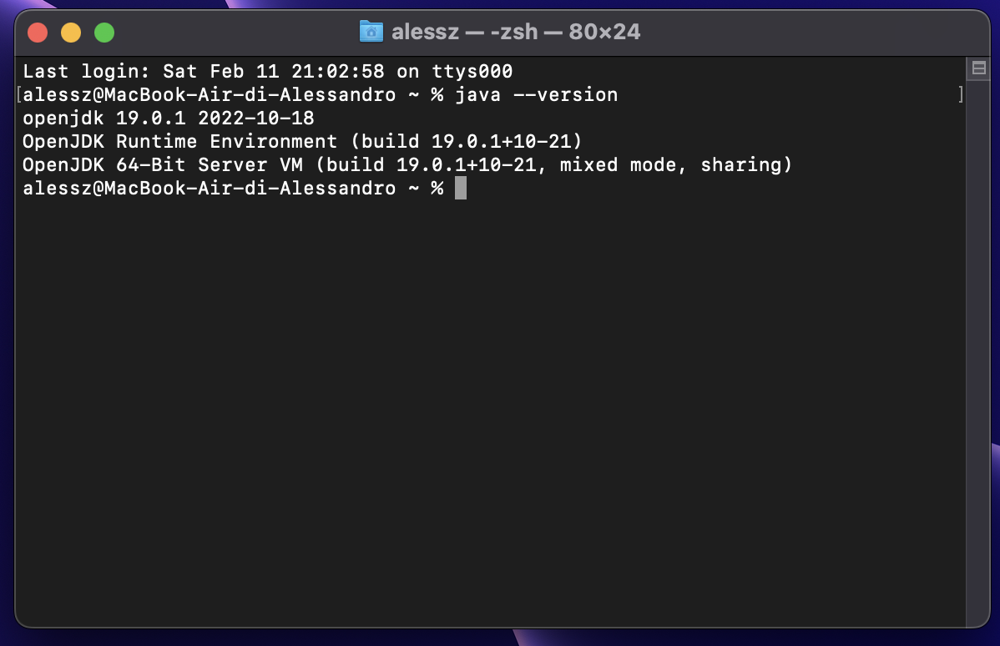 alessz — -zsh — 80×24
Last login: Sat Feb 11 21:02:58 on ttys000
[alessz@MacBook-Air-di-Alessandro ~ % java --version ]
openjdk 19.0.1 2022-10-18
OpenJDK Runtime Environment (build 19.0.1+10-21)
OpenJDK 64-Bit Server VM (build 19.0.1+10-21, mixed mode, sharing)
alessz@MacBook-Air-di-Alessandro ~ %